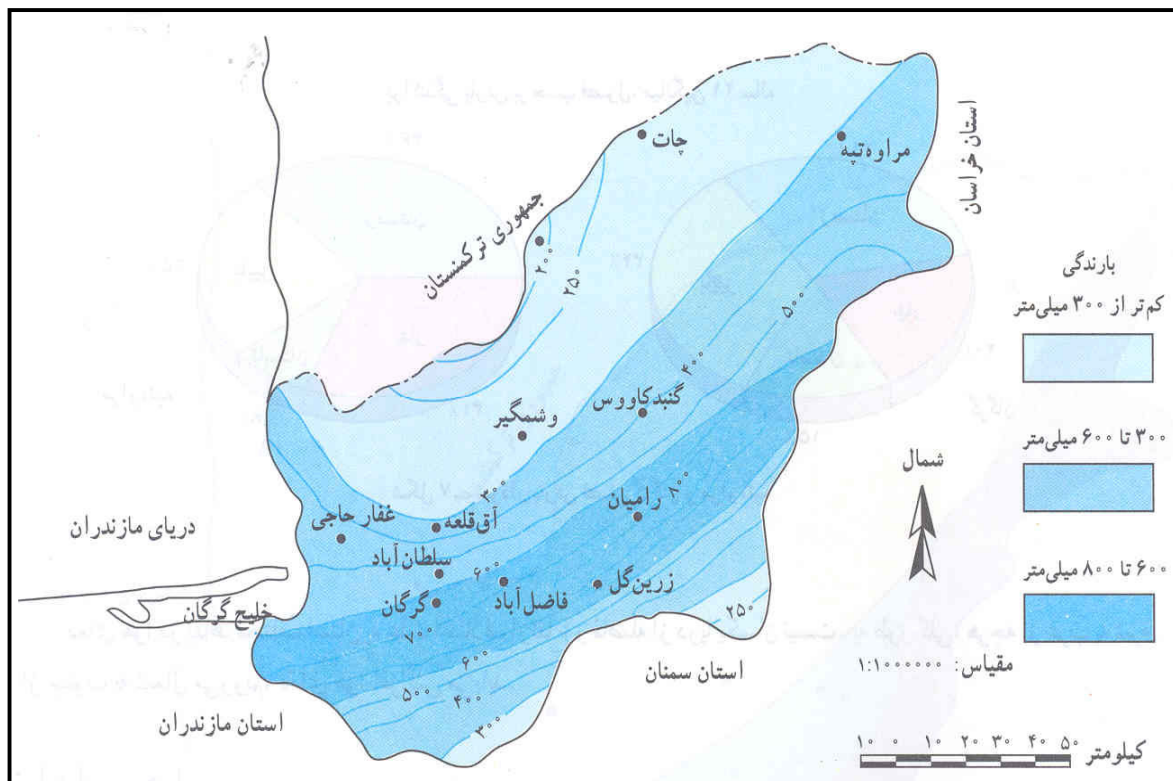 چات
مراوه‌تپه
استان خراسان
جمهوری ترکمنستان
۲۰۰
۲۵۰
۵۰۰
۴۰۰
گنبدکاووس
وشمگیر
۳۰۰
۸۰۰
رامیان
آق‌قلعه
غفار حاجی
سلطان‌آباد
۶۰۰
فاضل‌آباد
زرین‌گل
گرگان
۷۰۰
۶۰۰
۵۰۰
۴۰۰
۳۰۰
۲۵۰
دریای مازندران
خلیج گرگان
استان مازندران
استان سمنان
بارندگی
کم‌تر از ۳۰۰ میلی‌متر
۳۰۰ تا ۶۰۰ میلی‌متر
۶۰۰ تا ۸۰۰ میلی‌متر
شمال
مقیاس: ۱:۱۰۰۰۰۰۰
۱۰ ۰ ۱۰ ۲۰ ۳۰ ۴۰ ۵۰ کیلومتر